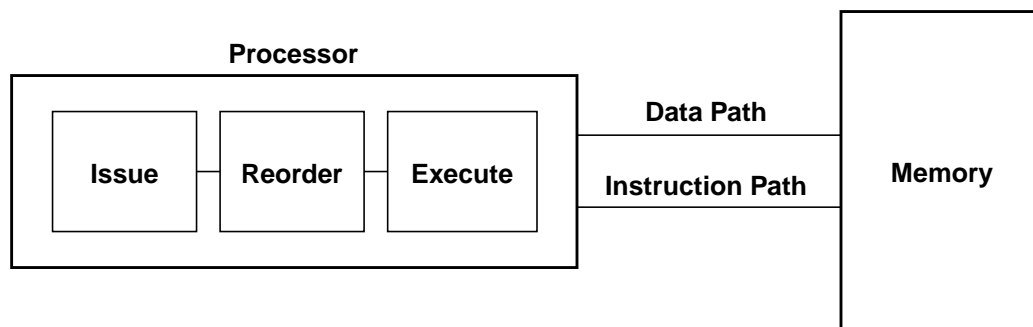 Processor
Issue
Reorder
Execute
Data Path
Instruction Path
Memory